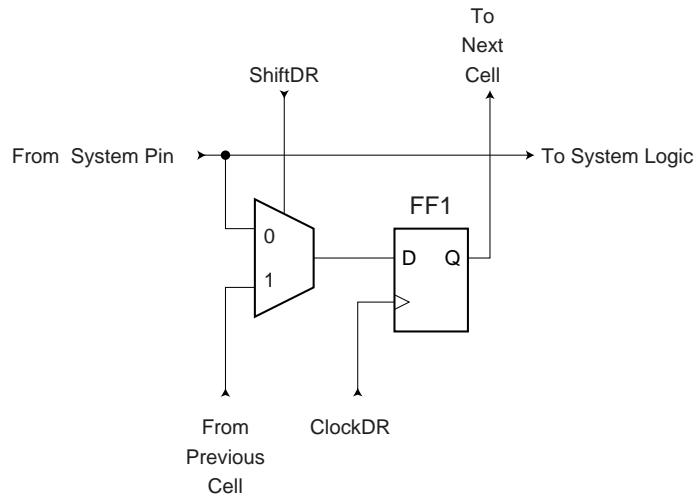 To
Next
Cell
ShiftDR
From System Pin
To System Logic
FF1
0
D Q
1
From
Previous
Cell
ClockDR